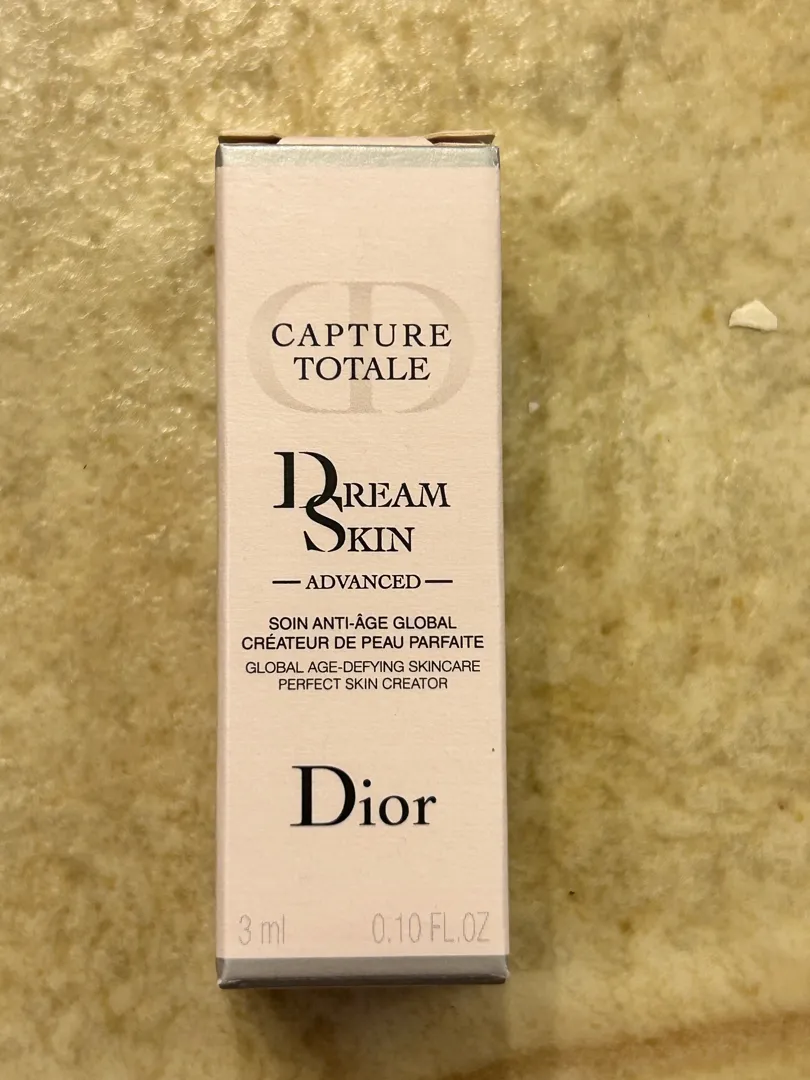 CAPTURE
TOTALE
DREAM
SKIN
ADVANCED
SOIN ANTI-ÂGE GLOBAL
CRÉATEUR DE PEAU PARFAITE
GLOBAL AGE-DEFYING SKINCARE
PERFECT SKIN CREATOR
Dior
3 ml 0.10 FL.OZ